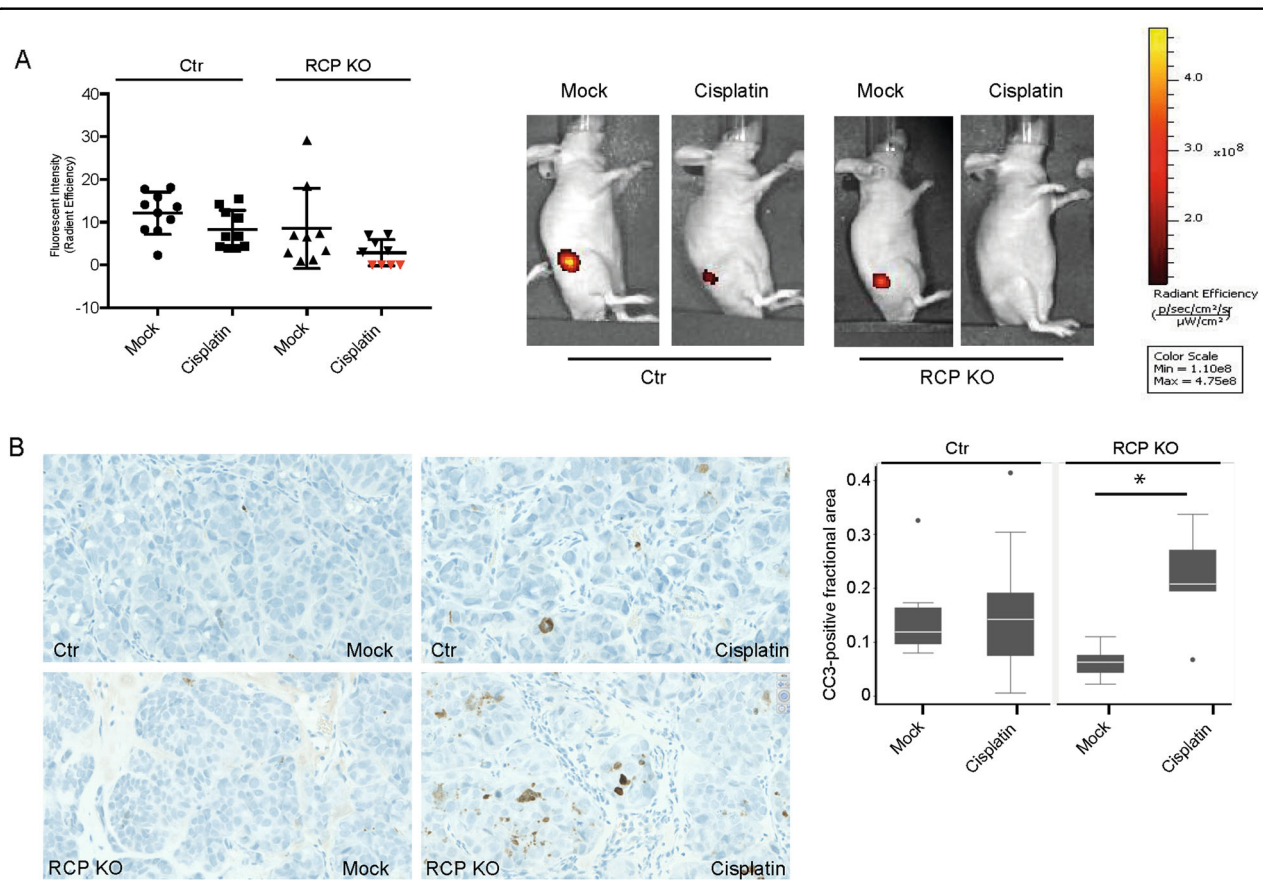 A
Ctr
RCP KO
Fluorescent Intensity
(Radient Efficiency)
40
30
20
10
0
-10
Mock
Cisplatin
Mock
Cisplatin
Mock
Cisplatin
Mock
Cisplatin
Ctr
RCP KO
4.0
3.0
x10⁸
2.0
Radiant Efficiency
(p/sec/cm²/sr
µW/cm²)
Color Scale
Min = 1.10e8
Max = 4.75e8
B
Ctr
Mock
Ctr
Cisplatin
RCP KO
Mock
RCP KO
Cisplatin
Ctr
RCP KO
CC3-positive fractional area
0.4
0.3
0.2
0.1
0
*
Mock
Cisplatin
Mock
Cisplatin